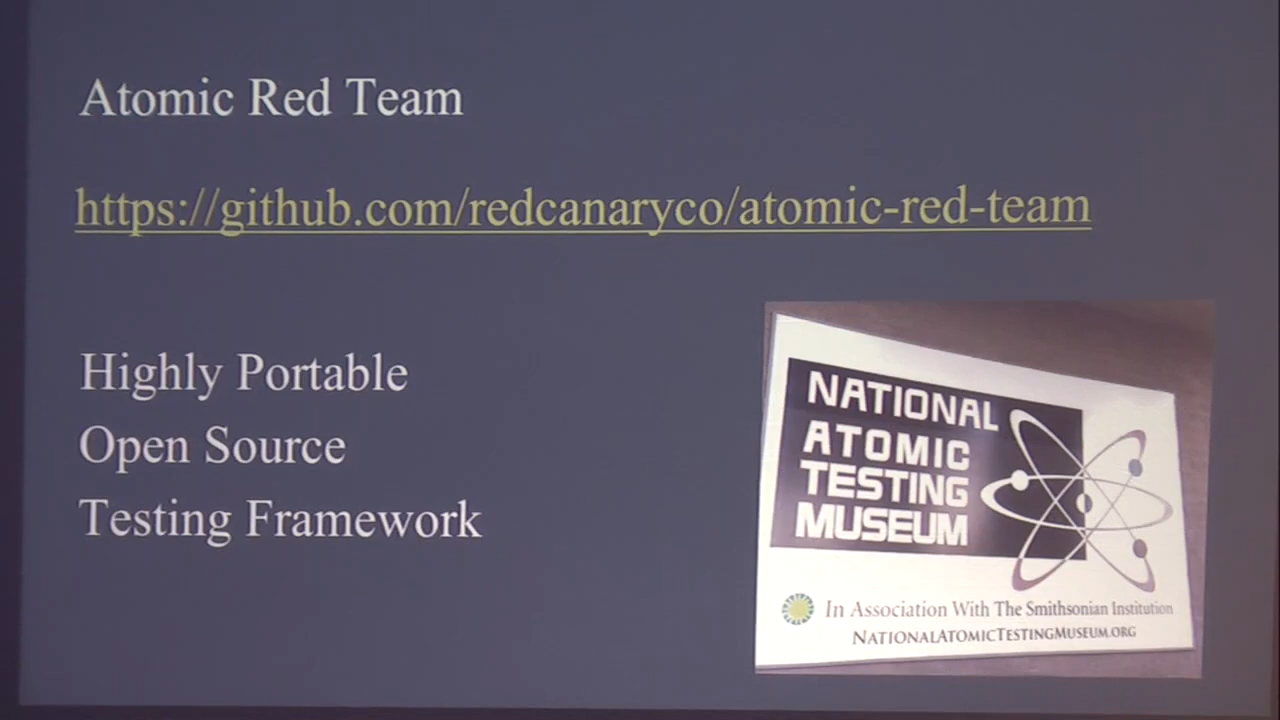 Atomic Red Team
https://github.com/redcanaryco/atomic-red-team
Highly Portable
Open Source
Testing Framework
NATIONAL
ATOMIC
TESTING
MUSEUM
In Association With The Smithsonian Institution
NATIONALATOMICTESTINGMUSEUM.ORG